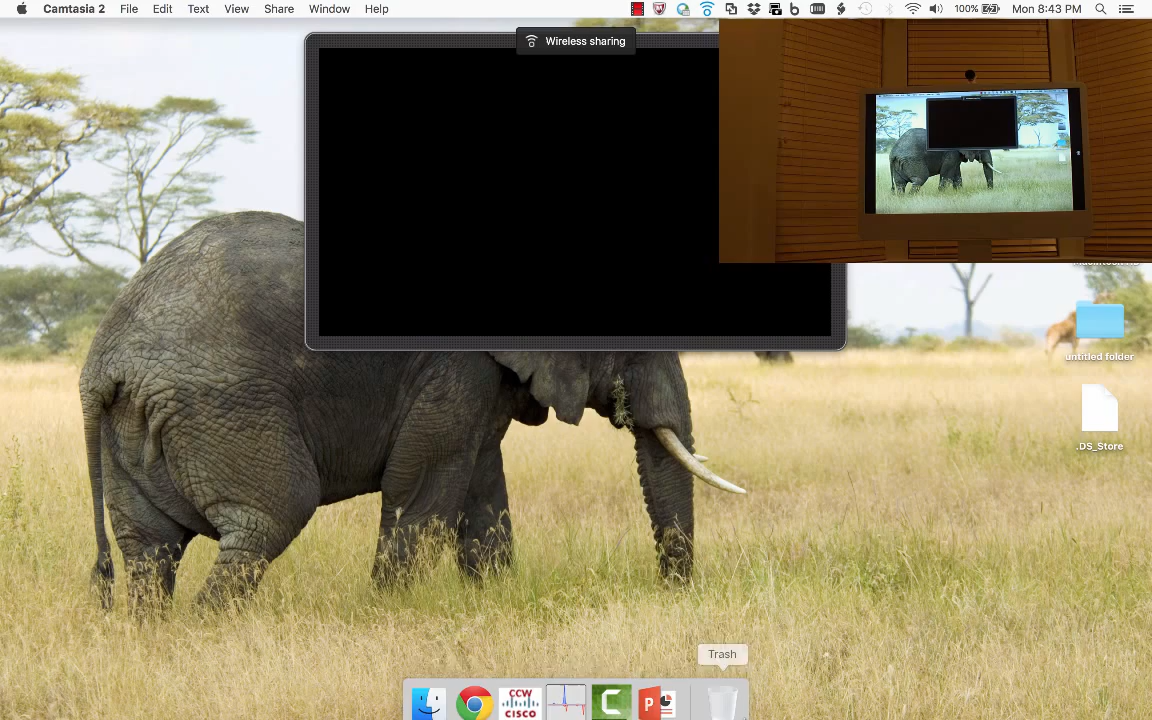 Camtasia 2 File Edit Text View Share Window Help 100% Mon 8:43 PM
Wireless sharing
untitled folder
.DS_Store
Trash
CCW
CISCO